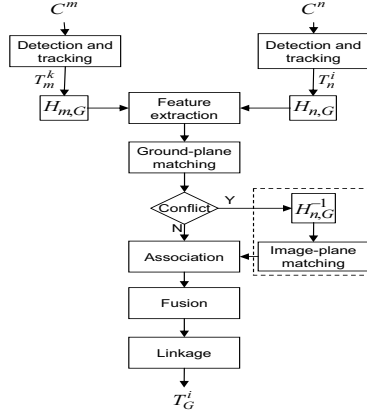 C^m C^n
Detection and
tracking
Detection and
tracking
T_m^k T_n^i
H_{m,G} H_{n,G}
Feature
extraction
Ground-plane
matching
Conflict Y
N
H_{n,G}^{-1}
Image-plane
matching
Association
Fusion
Linkage
T_G^i